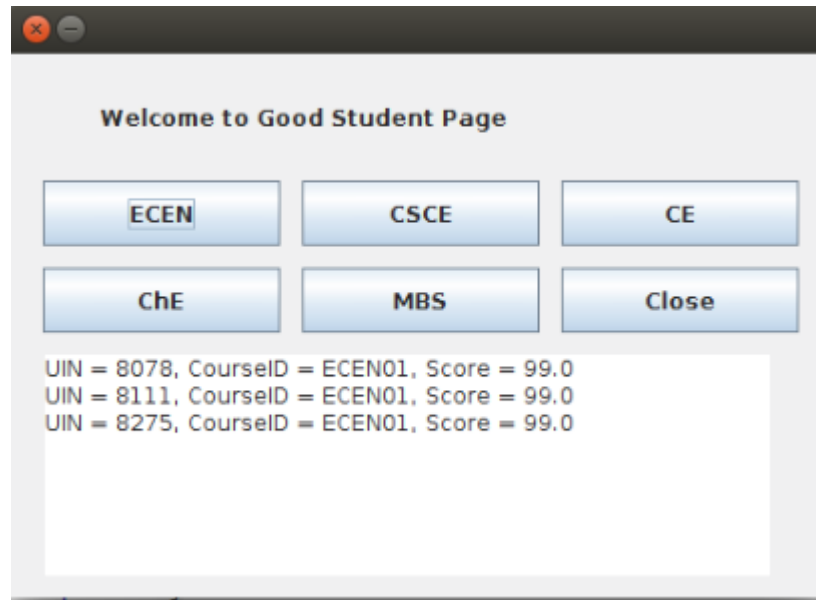 Welcome to Good Student Page
ECEN CSCE CE
ChE MBS Close
UIN = 8078, CourseID = ECEN01, Score = 99.0
UIN = 8111, CourseID = ECEN01, Score = 99.0
UIN = 8275, CourseID = ECEN01, Score = 99.0